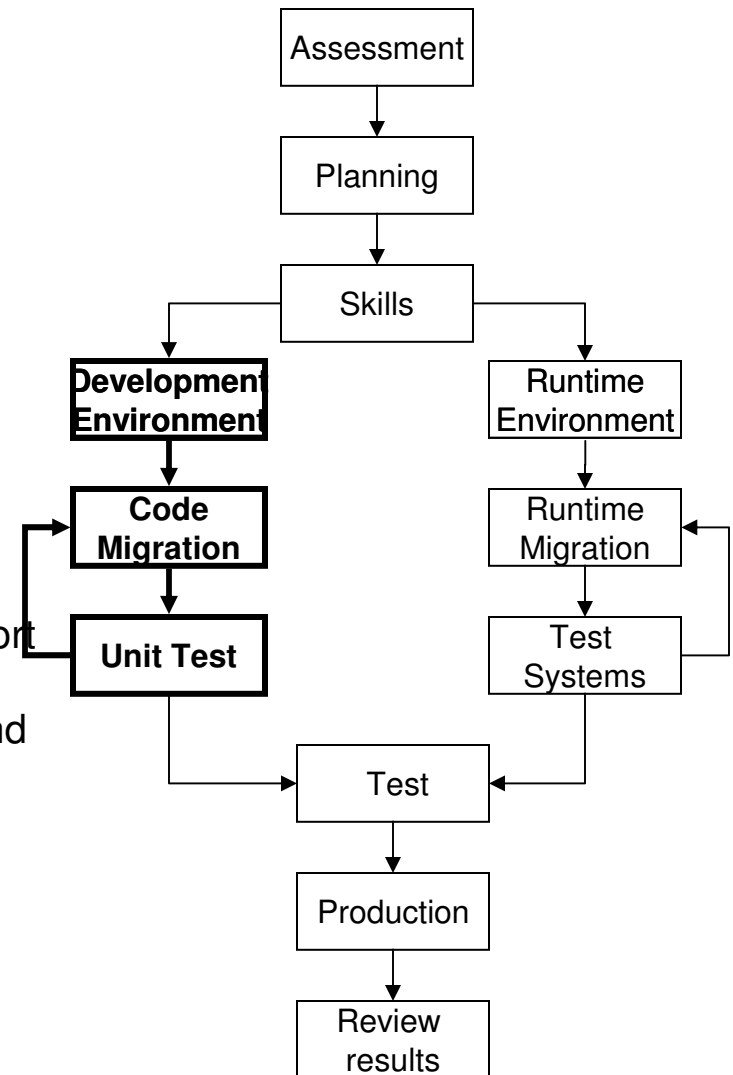 Assessment
Planning
Skills
Development
Environment
Runtime
Environment
Code
Migration
Runtime
Migration
Unit Test
Test
Systems
Test
Production
Review
results